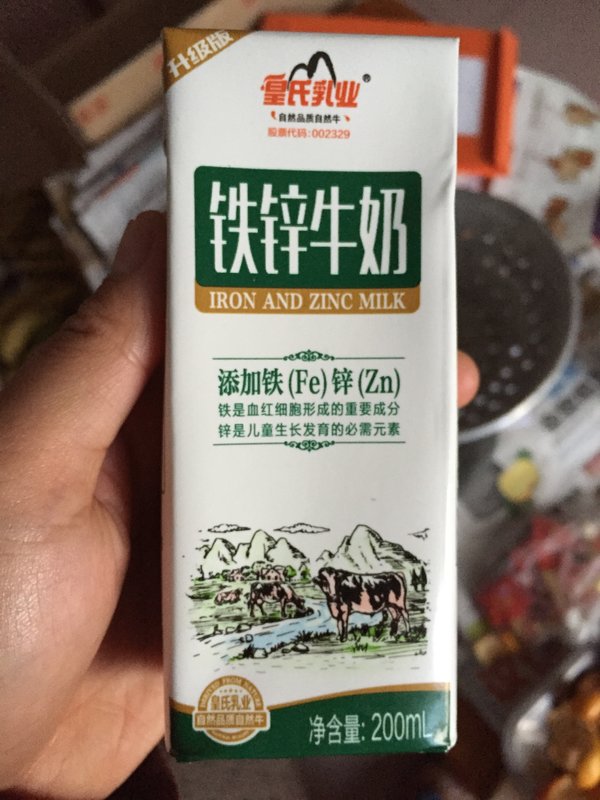 升级版
皇氏乳业®
自然品质自然牛
股票代码:002329
铁锌牛奶
IRON AND ZINC MILK
添加铁(Fe)锌(Zn)
铁是血红细胞形成的重要成分
锌是儿童生长发育的必需元素
皇氏乳业
自然品质自然牛
净含量: 200mL